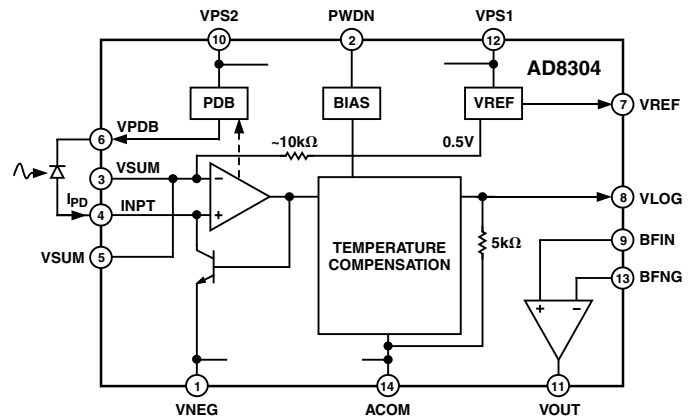 VPS2 PWDN VPS1
10 2 12
AD8304
PDB BIAS VREF 7 VREF
6 VPDB ~10kΩ 0.5V
3 VSUM −
IPD 4 INPT + 8 VLOG
TEMPERATURE
COMPENSATION
5kΩ
9 BFIN
VSUM 5
13 BFNG
+ −
1 14 11
VNEG ACOM VOUT